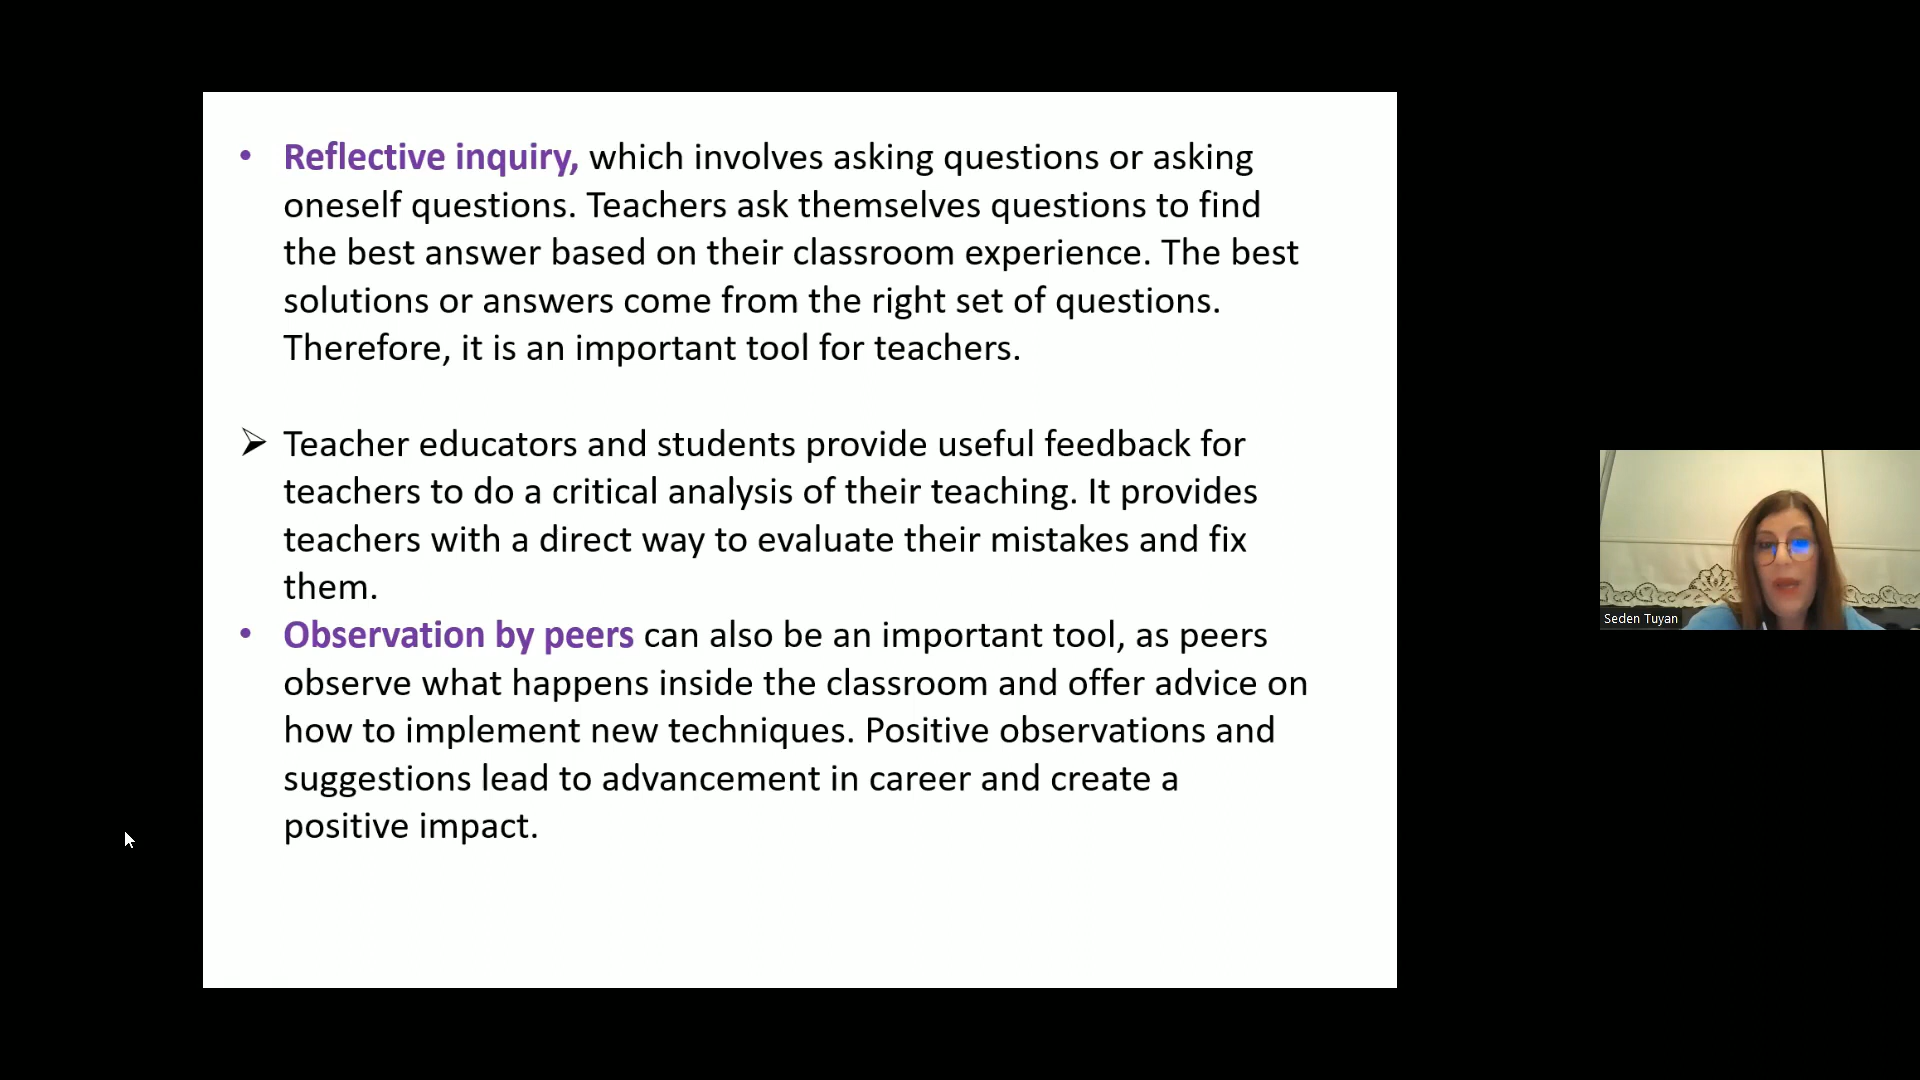 • Reflective inquiry, which involves asking questions or asking
oneself questions. Teachers ask themselves questions to find
the best answer based on their classroom experience. The best
solutions or answers come from the right set of questions.
Therefore, it is an important tool for teachers.
➢ Teacher educators and students provide useful feedback for
teachers to do a critical analysis of their teaching. It provides
teachers with a direct way to evaluate their mistakes and fix
them.
• Observation by peers can also be an important tool, as peers
observe what happens inside the classroom and offer advice on
how to implement new techniques. Positive observations and
suggestions lead to advancement in career and create a
positive impact.
Seden Tuyan